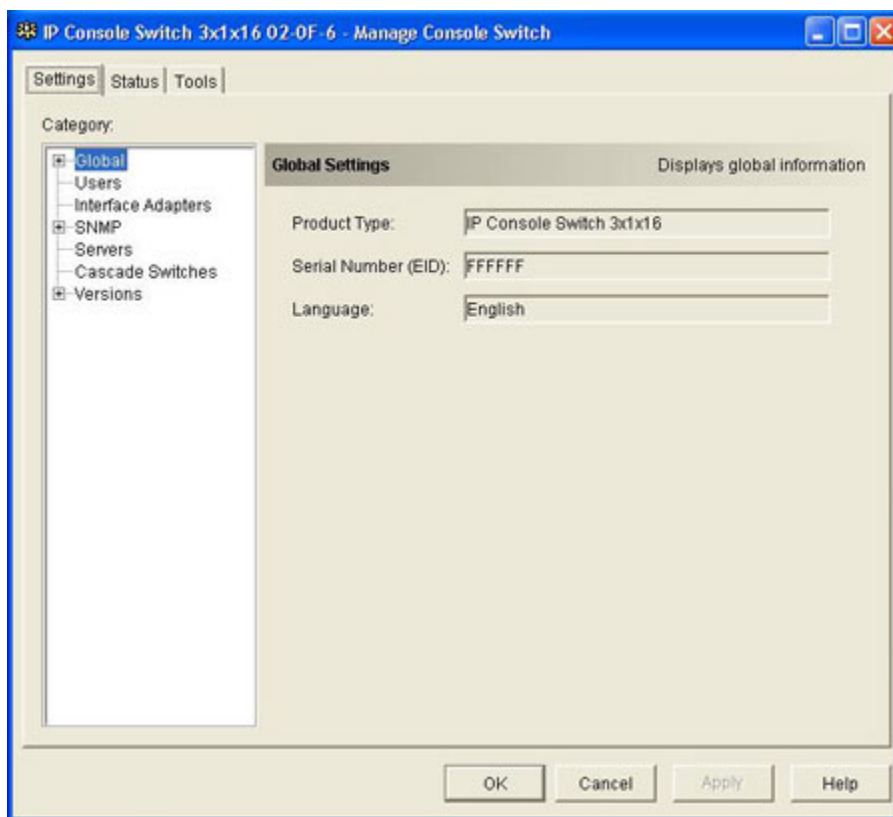 IP Console Switch 3x1x16 02-0F-6 - Manage Console Switch
Settings Status Tools
Category:
Global
Users
Interface Adapters
SNMP
Servers
Cascade Switches
Versions
Global Settings Displays global information
Product Type: IP Console Switch 3x1x16
Serial Number (EID): FFFFFF
Language: English
OK Cancel Apply Help